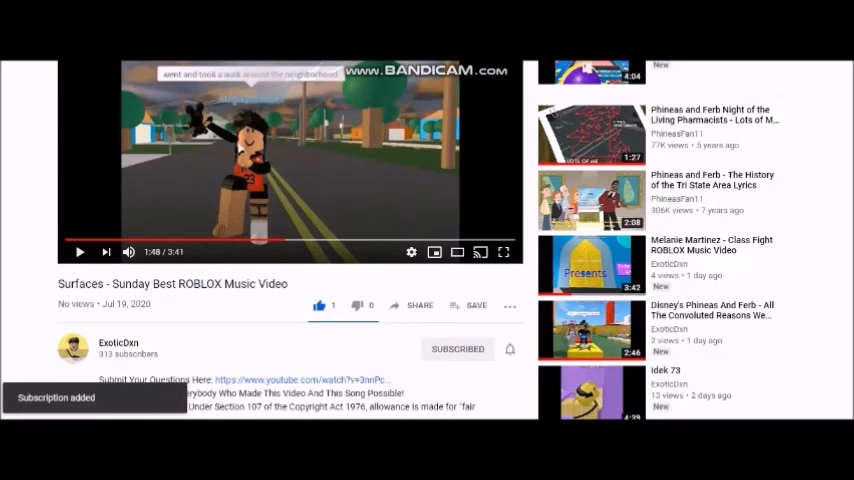 went and took a walk around the neighborhood
www.BANDICAM.com
1:48 / 3:41
Surfaces - Sunday Best ROBLOX Music Video
No views • Jul 19, 2020
1
0
SHARE
SAVE
ExoticDxn
313 subscribers
SUBSCRIBED
Submit Your Questions Here: https://www.youtube.com/watch?v=3nnPc...
erybody Who Made This Video And This Song Possible!
Under Section 107 of the Copyright Act 1976, allowance is made for "fair
Subscription added
New
4:04
Phineas and Ferb Night of the
Living Pharmacists - Lots of M...
PhineasFan11
77K views • 5 years ago
1:27
Phineas and Ferb - The History
of the Tri State Area Lyrics
PhineasFan11
306K views • 7 years ago
2:08
Melanie Martinez - Class Fight
ROBLOX Music Video
ExoticDxn
4 views • 1 day ago
New
Presents
3:42
Disney's Phineas And Ferb - All
The Convoluted Reasons We...
ExoticDxn
2 views • 1 day ago
New
2:46
Idek 73
ExoticDxn
13 views • 2 days ago
New
4:39